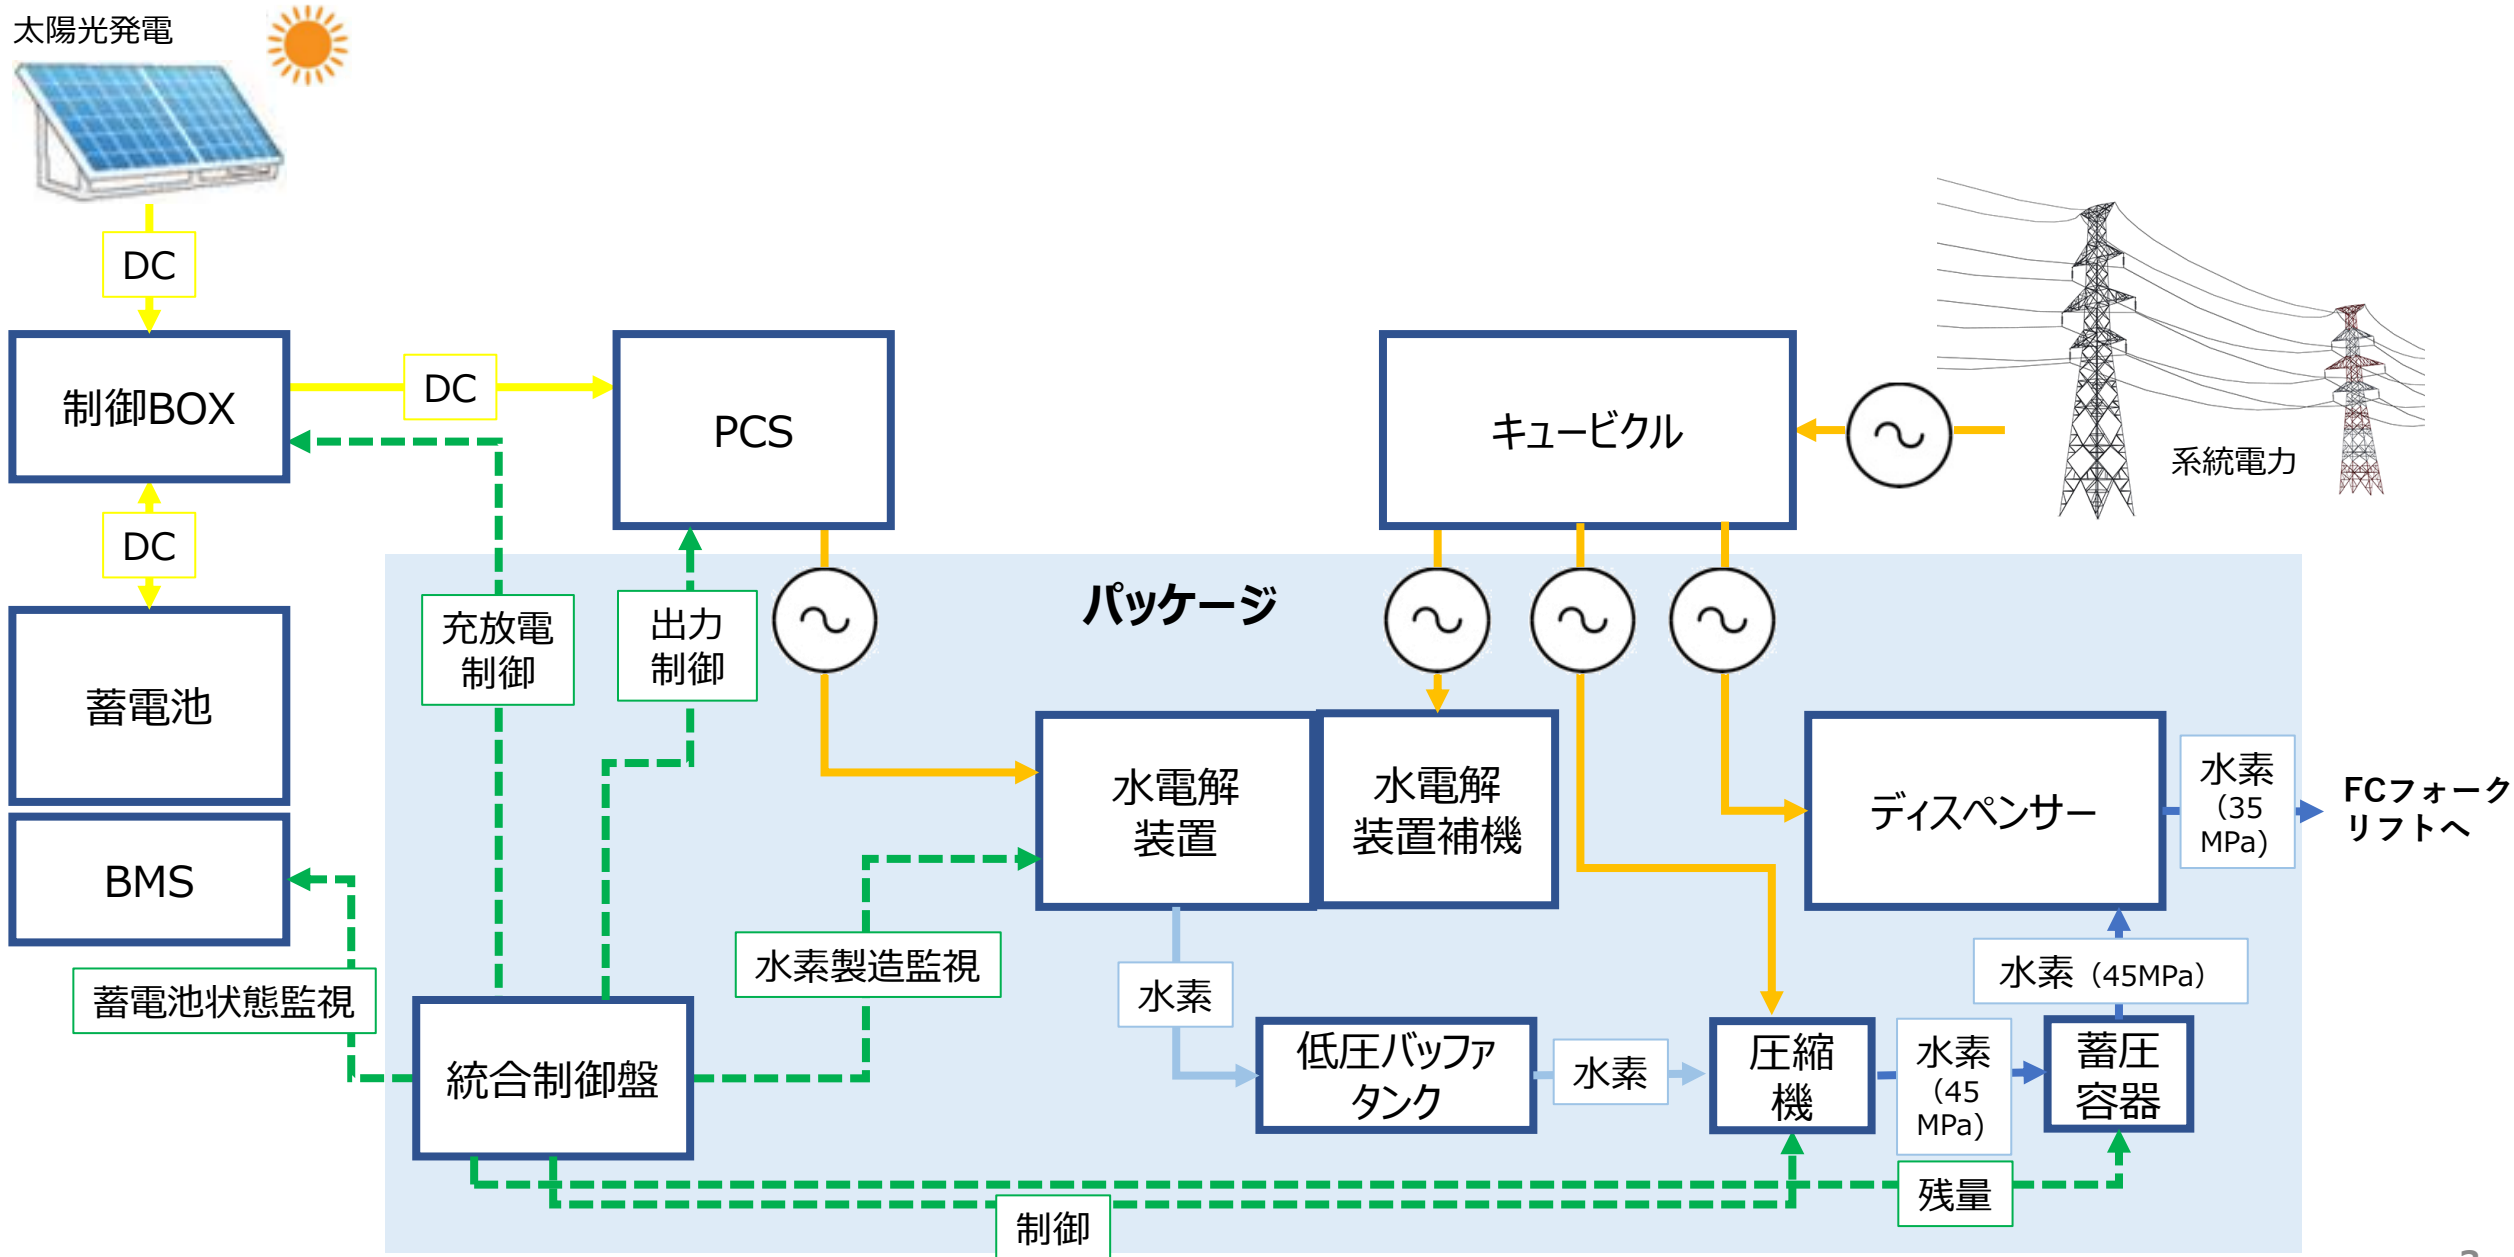 太陽光発電
DC
制御BOX
DC
PCS
キュービクル
系統電力
DC
パッケージ
充放電
制御
出力
制御
蓄電池
BMS
水電解
装置
水電解
装置補機
ディスペンサー
水素
(35
MPa)
FCフォーク
リフトへ
水素製造監視
蓄電池状態監視
水素
水素 (45MPa)
統合制御盤
低圧バッファ
タンク
水素
圧縮
機
水素
(45
MPa)
蓄圧
容器
残量
制御